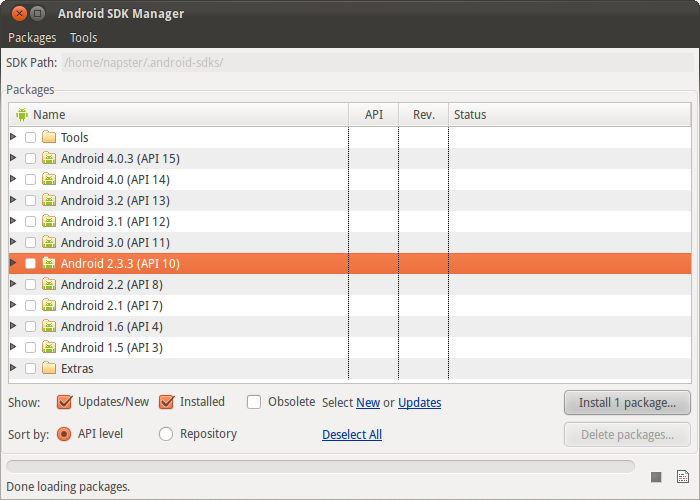 Android SDK Manager
Packages Tools
SDK Path: /home/napster/.android-sdks/
Packages
Name API Rev. Status
Tools
Android 4.0.3 (API 15)
Android 4.0 (API 14)
Android 3.2 (API 13)
Android 3.1 (API 12)
Android 3.0 (API 11)
Android 2.3.3 (API 10)
Android 2.2 (API 8)
Android 2.1 (API 7)
Android 1.6 (API 4)
Android 1.5 (API 3)
Extras
Show: Updates/New Installed Obsolete Select New or Updates Install 1 package...
Sort by: API level Repository Deselect All Delete packages...
Done loading packages.